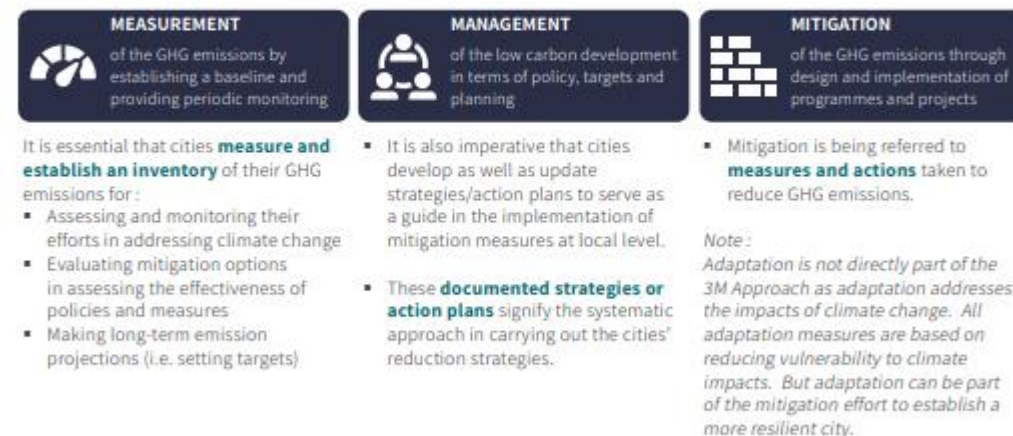 MEASUREMENT
of the GHG emissions by
establishing a baseline and
providing periodic monitoring
It is essential that cities measure and
establish an inventory of their GHG
emissions for :
▪ Assessing and monitoring their
efforts in addressing climate change
▪ Evaluating mitigation options
in assessing the effectiveness of
policies and measures
▪ Making long-term emission
projections (i.e. setting targets)
MANAGEMENT
of the low carbon development
in terms of policy, targets and
planning
▪ It is also imperative that cities
develop as well as update
strategies/action plans to serve as
a guide in the implementation of
mitigation measures at local level.
▪ These documented strategies or
action plans signify the systematic
approach in carrying out the cities'
reduction strategies.
MITIGATION
of the GHG emissions through
design and implementation of
programmes and projects
▪ Mitigation is being referred to
measures and actions taken to
reduce GHG emissions.
Note :
Adaptation is not directly part of the
3M Approach as adaptation addresses
the impacts of climate change. All
adaptation measures are based on
reducing vulnerability to climate
impacts. But adaptation can be part
of the mitigation effort to establish a
more resilient city.